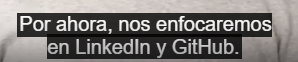 Por ahora, nos enfocaremos
en LinkedIn y GitHub.